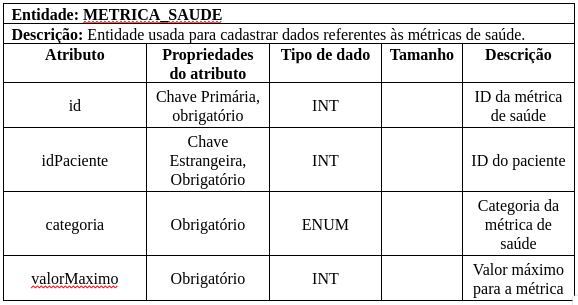 Entidade: METRICA_SAUDE
Descrição: Entidade usada para cadastrar dados referentes às métricas de saúde.
Atributo Propriedades do atributo Tipo de dado Tamanho Descrição
id Chave Primária, obrigatório INT ID da métrica de saúde
idPaciente Chave Estrangeira, Obrigatório INT ID do paciente
categoria Obrigatório ENUM Categoria da métrica de saúde
valorMaximo Obrigatório INT Valor máximo para a métrica